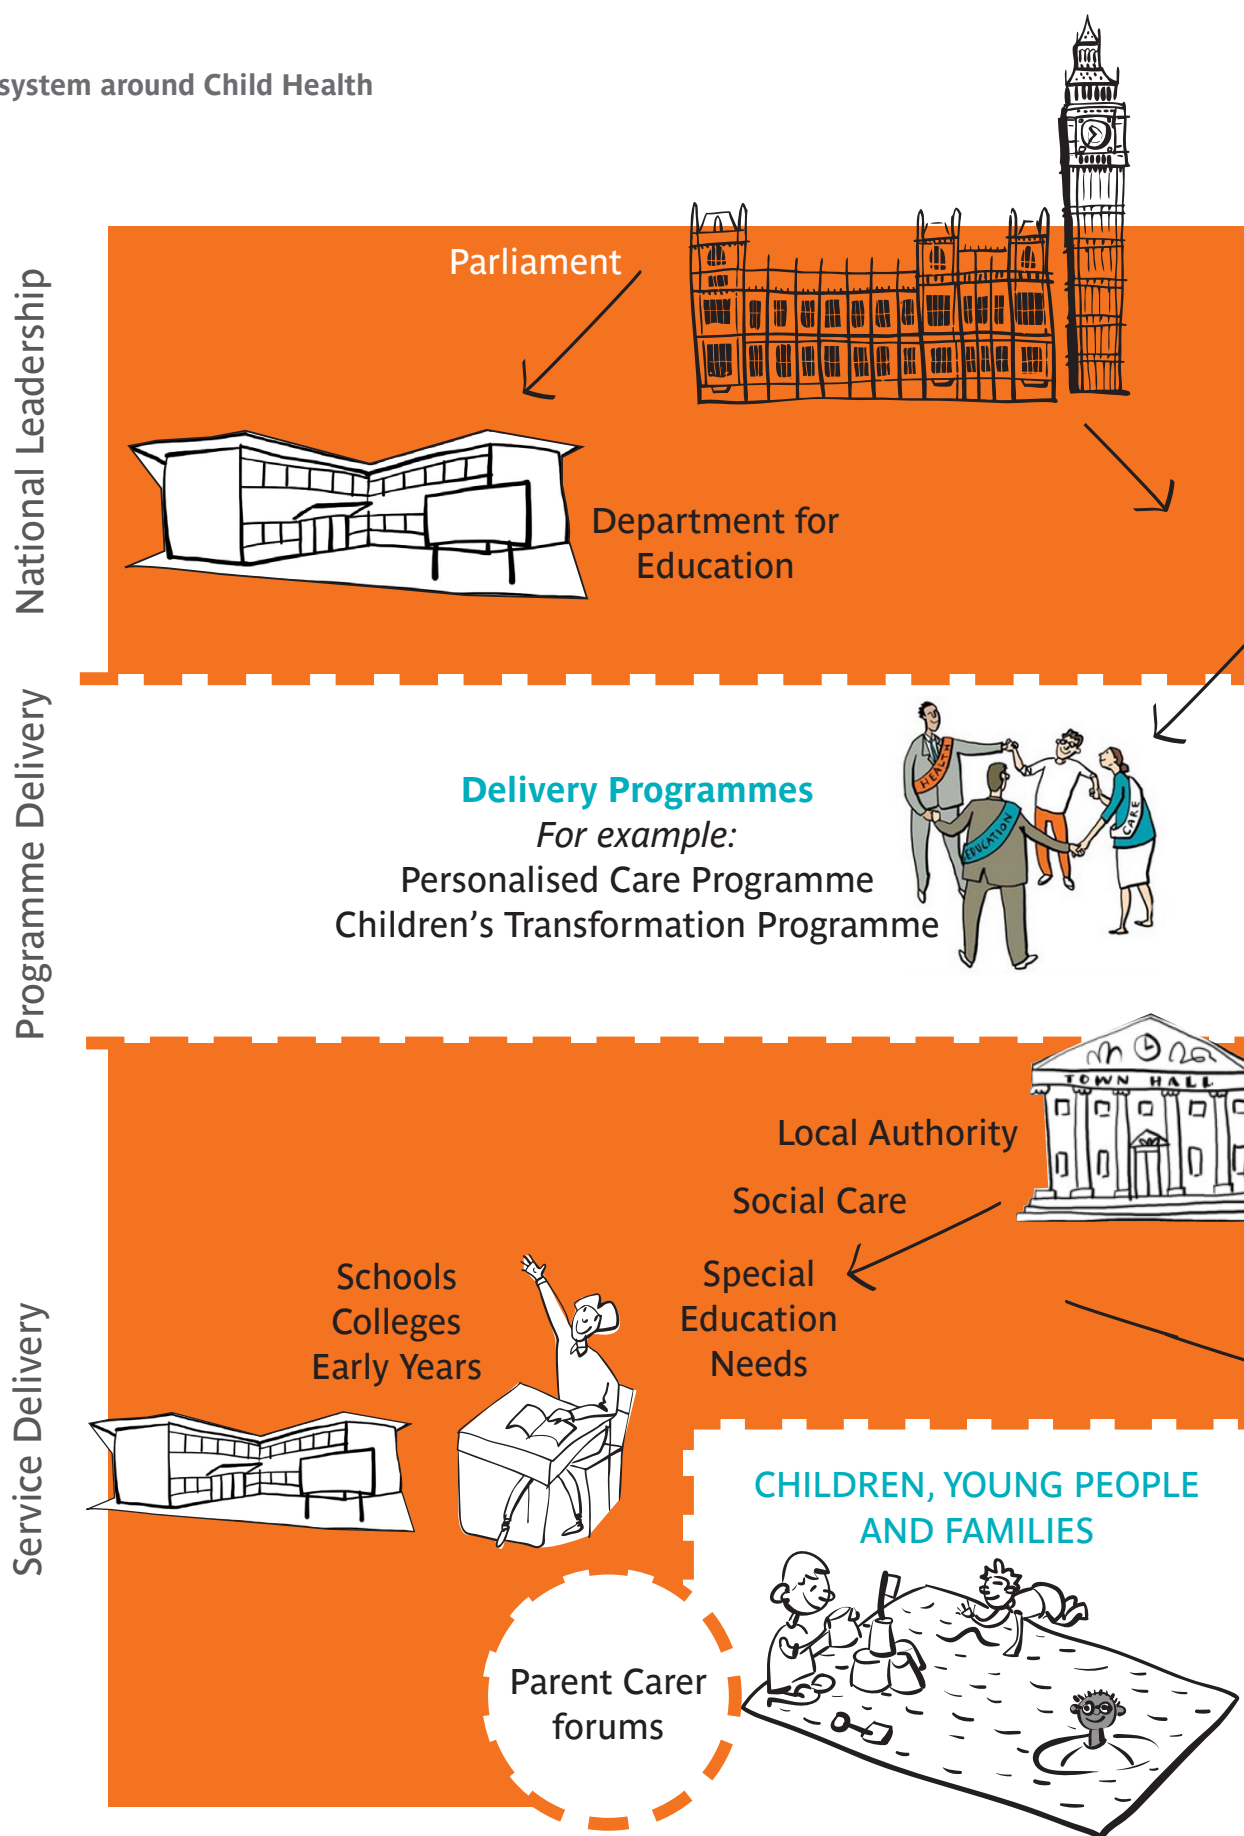 system around Child Health
National Leadership
Parliament
Department for
Education
Programme Delivery
Delivery Programmes
For example:
Personalised Care Programme
Children's Transformation Programme
HEALTH
EDUCATION
CARE
Service Delivery
TOWN HALL
Local Authority
Social Care
Special
Education
Needs
Schools
Colleges
Early Years
CHILDREN, YOUNG PEOPLE
AND FAMILIES
Parent Carer
forums